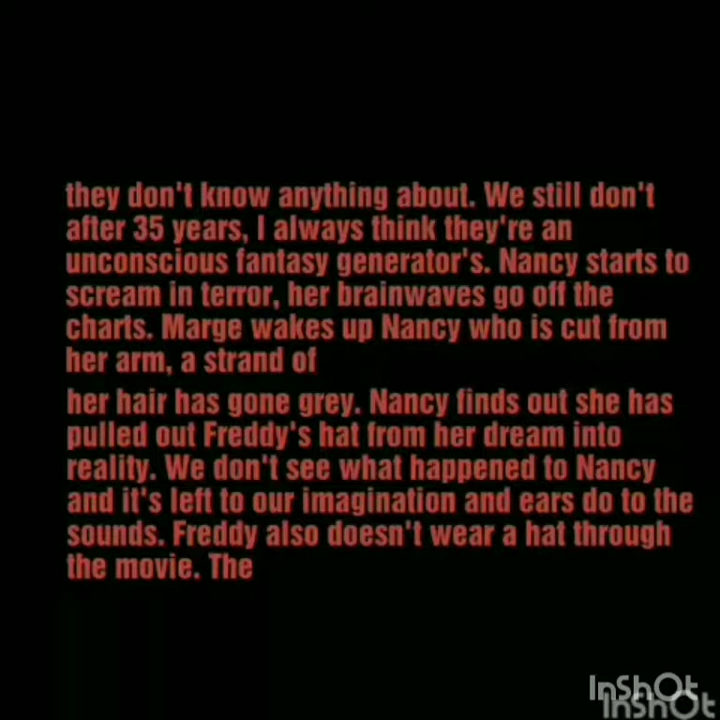 they don't know anything about. We still don't
after 35 years, I always think they're an
unconscious fantasy generator's. Nancy starts to
scream in terror, her brainwaves go off the
charts. Marge wakes up Nancy who is cut from
her arm, a strand of
her hair has gone grey. Nancy finds out she has
pulled out Freddy's hat from her dream into
reality. We don't see what happened to Nancy
and it's left to our imagination and ears do to the
sounds. Freddy also doesn't wear a hat through
the movie. The
InShOt
InShOt